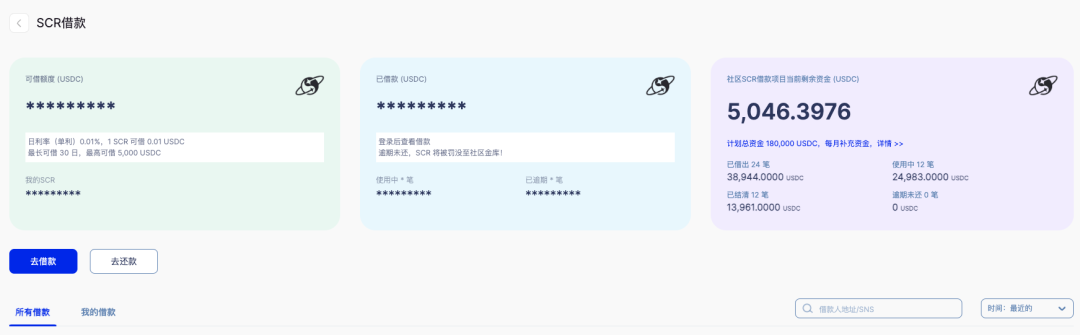 SCR借款
可借额度 (USDC)
*********
日利率（单利）0.01%，1 SCR 可借 0.01 USDC
最长可借 30 日，最高可借 5,000 USDC
我的SCR
*********
已借款 (USDC)
*********
登录后查看借款
逾期未还，SCR 将被罚没至社区金库！
使用中 * 笔
*********
已逾期 * 笔
*********
社区SCR借款项目当前剩余资金 (USDC)
5,046.3976
计划总资金 180,000 USDC，每月补充资金，详情 >>
已借出 24 笔
38,944.0000 USDC
使用中 12 笔
24,983.0000 USDC
已结清 12 笔
13,961.0000 USDC
逾期未还 0 笔
0 USDC
去借款
去还款
所有借款
我的借款
借款人地址/SNS
时间：最近的